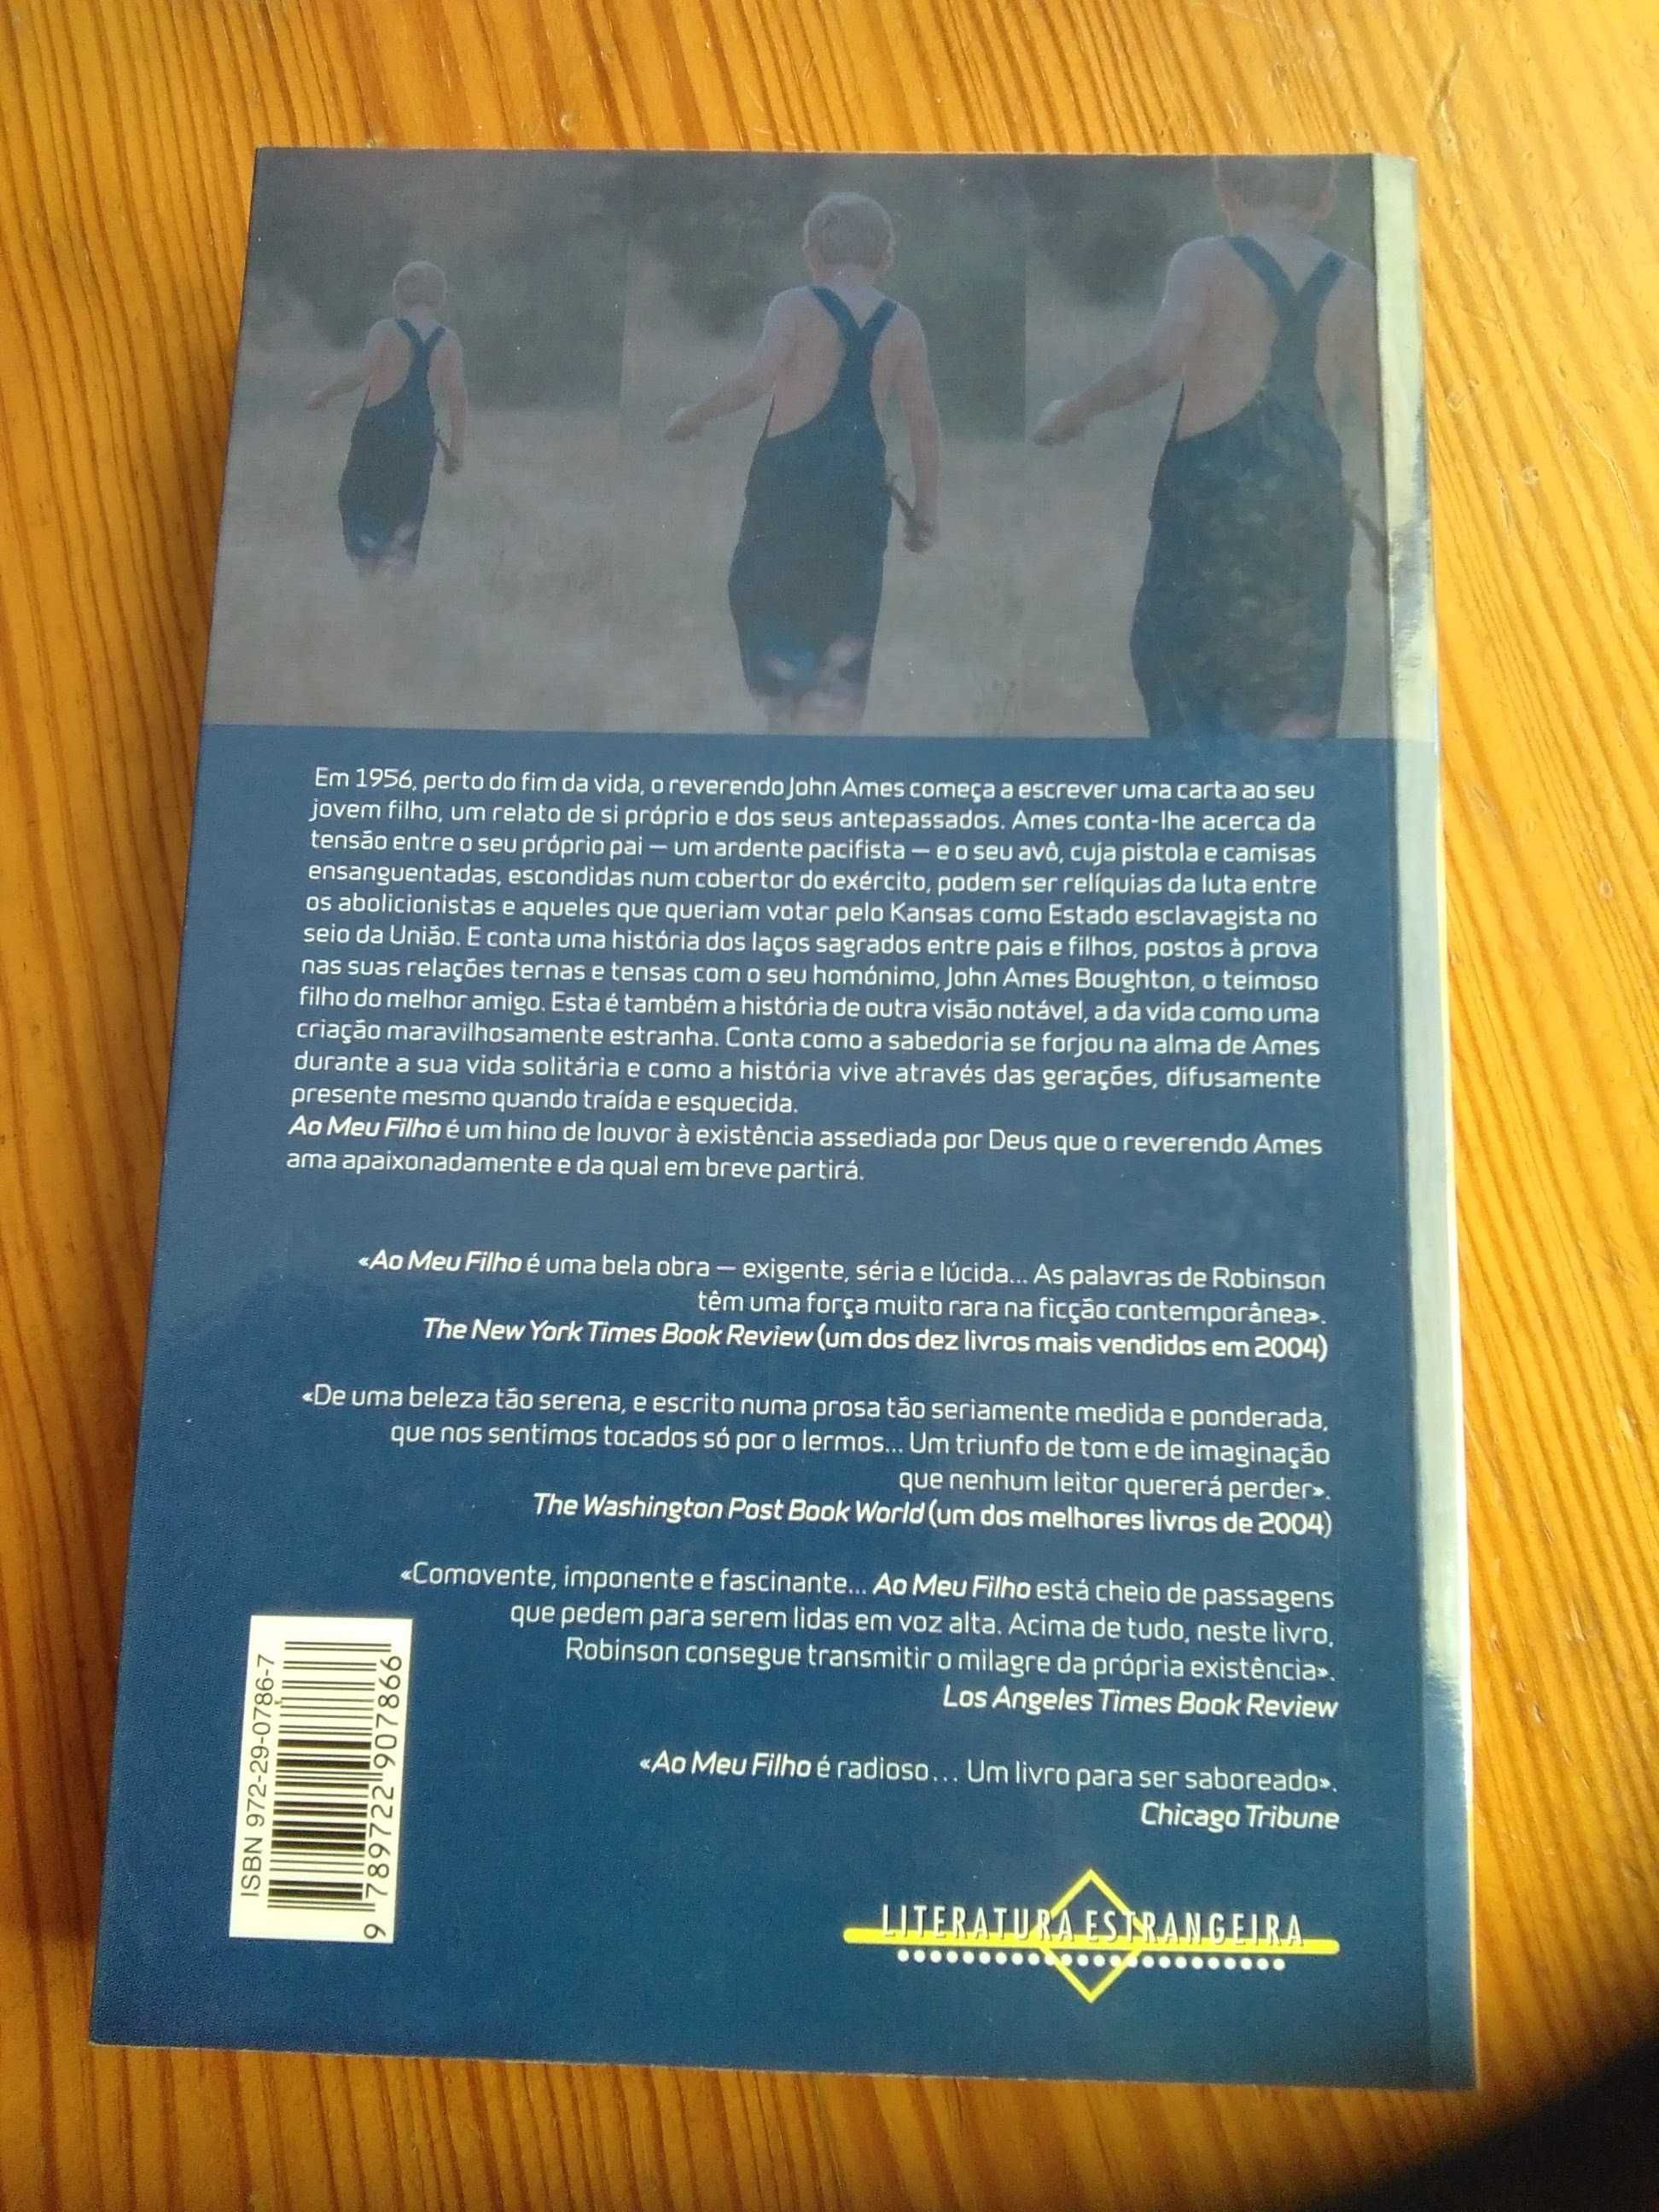 Em 1956, perto do fim da vida, o reverendo John Ames começa a escrever uma carta ao seu
jovem filho, um relato de si próprio e dos seus antepassados. Ames conta-lhe acerca da
tensão entre o seu próprio pai — um ardente pacifista — e o seu avô, cuja pistola e camisas
ensanguentadas, escondidas num cobertor do exército, podem ser relíquias da luta entre
os abolicionistas e aqueles que queriam votar pelo Kansas como Estado esclavagista no
seio da União. E conta uma história dos laços sagrados entre pais e filhos, postos à prova
nas suas relações ternas e tensas com o seu homónimo, John Ames Boughton, o teimoso
filho do melhor amigo. Esta é também a história de outra visão notável, a da vida como uma
criação maravilhosamente estranha. Conta como a sabedoria se forjou na alma de Ames
durante a sua vida solitária e como a história vive através das gerações, difusamente
presente mesmo quando traída e esquecida.
Ao Meu Filho é um hino de louvor à existência assediada por Deus que o reverendo Ames
ama apaixonadamente e da qual em breve partirá.
«Ao Meu Filho é uma bela obra — exigente, séria e lúcida... As palavras de Robinson
têm uma força muito rara na ficção contemporânea».
The New York Times Book Review (um dos dez livros mais vendidos em 2004)
«De uma beleza tão serena, e escrito numa prosa tão seriamente medida e ponderada,
que nos sentimos tocados só por o lermos... Um triunfo de tom e de imaginação
que nenhum leitor quererá perder».
The Washington Post Book World (um dos melhores livros de 2004)
«Comovente, imponente e fascinante... Ao Meu Filho está cheio de passagens
que pedem para serem lidas em voz alta. Acima de tudo, neste livro,
Robinson consegue transmitir o milagre da própria existência».
Los Angeles Times Book Review
«Ao Meu Filho é radioso... Um livro para ser saboreado».
Chicago Tribune
ISBN 972-29-0786-7
9 789722 907866
LITERATURA ESTRANGEIRA